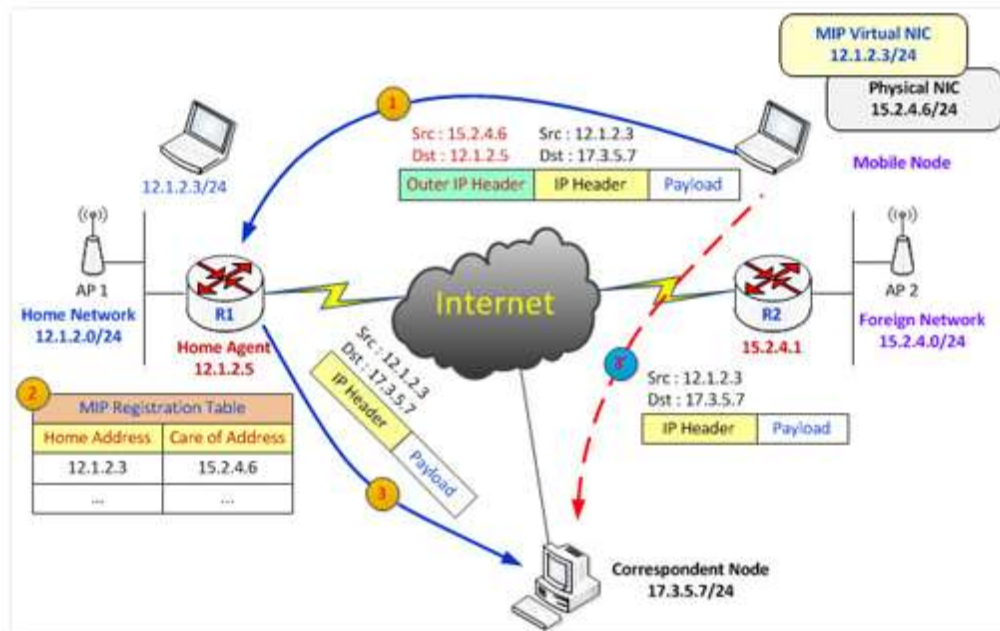 MIP Virtual NIC
12.1.2.3/24
Physical NIC
15.2.4.6/24
Mobile Node
1
Src : 15.2.4.6
Dst : 12.1.2.5
Src : 12.1.2.3
Dst : 17.3.5.7
Outer IP Header
IP Header
Payload
12.1.2.3/24
AP 1
Home Network
12.1.2.0/24
R1
Home Agent
12.1.2.5
Internet
R2
15.2.4.1
AP 2
Foreign Network
15.2.4.0/24
2
MIP Registration Table
Home Address
Care of Address
12.1.2.3
15.2.4.6
...
...
Src : 12.1.2.3
Dst : 17.3.5.7
IP Header
Payload
3
Src : 12.1.2.3
Dst : 17.3.5.7
IP Header
Payload
Correspondent Node
17.3.5.7/24